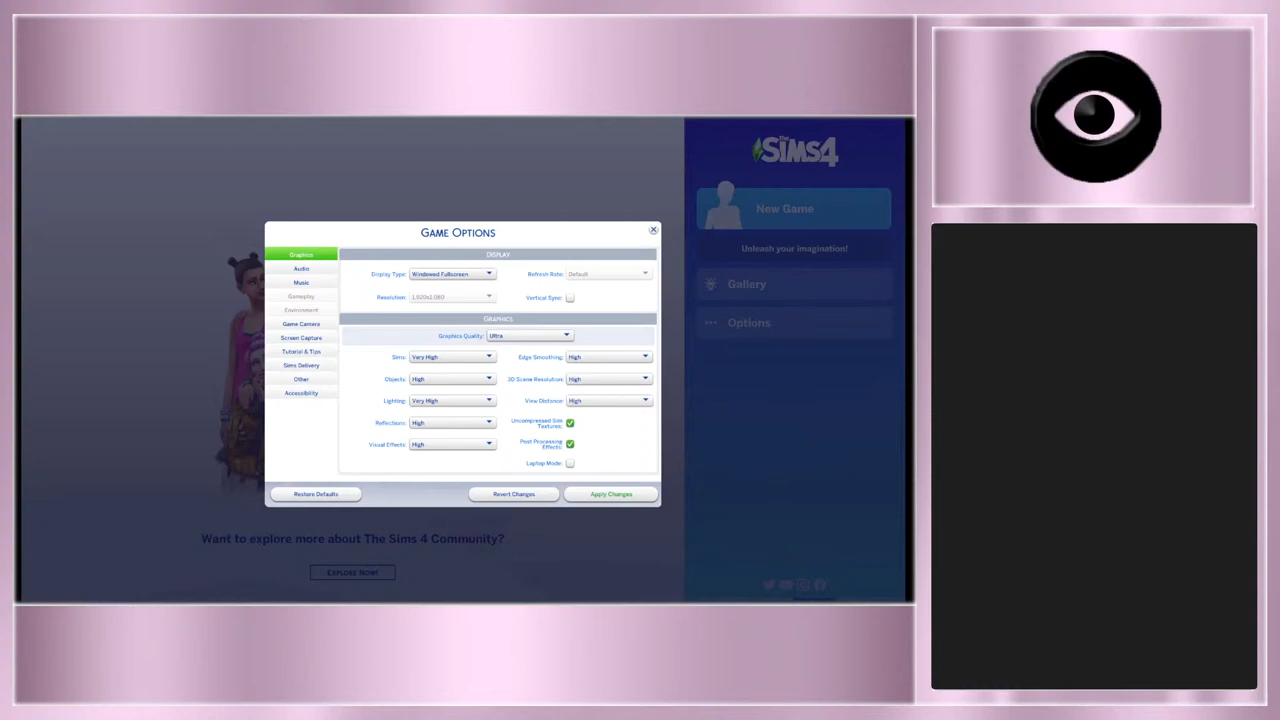 The SiMS4
New Game
Unleash your imagination!
Gallery
Options
GAME OPTIONS
Graphics
Audio
Music
Gameplay
Environment
Game Camera
Screen Capture
Tutorial & Tips
Sims Delivery
Other
Accessibility
DISPLAY
Display Type: Windowed Fullscreen
Refresh Rate: Default
Resolution: 1,920x1,080
Vertical Sync:
GRAPHICS
Graphics Quality: Ultra
Sims: Very High
Edge Smoothing: High
Objects: High
3D Scene Resolution: High
Lighting: Very High
View Distance: High
Reflections: High
Uncompressed Sim
Textures:
Visual Effects: High
Post Processing
Effects:
Laptop Mode:
Restore Defaults
Revert Changes
Apply Changes
Want to explore more about The Sims 4 Community?
EXPLORE NOW!